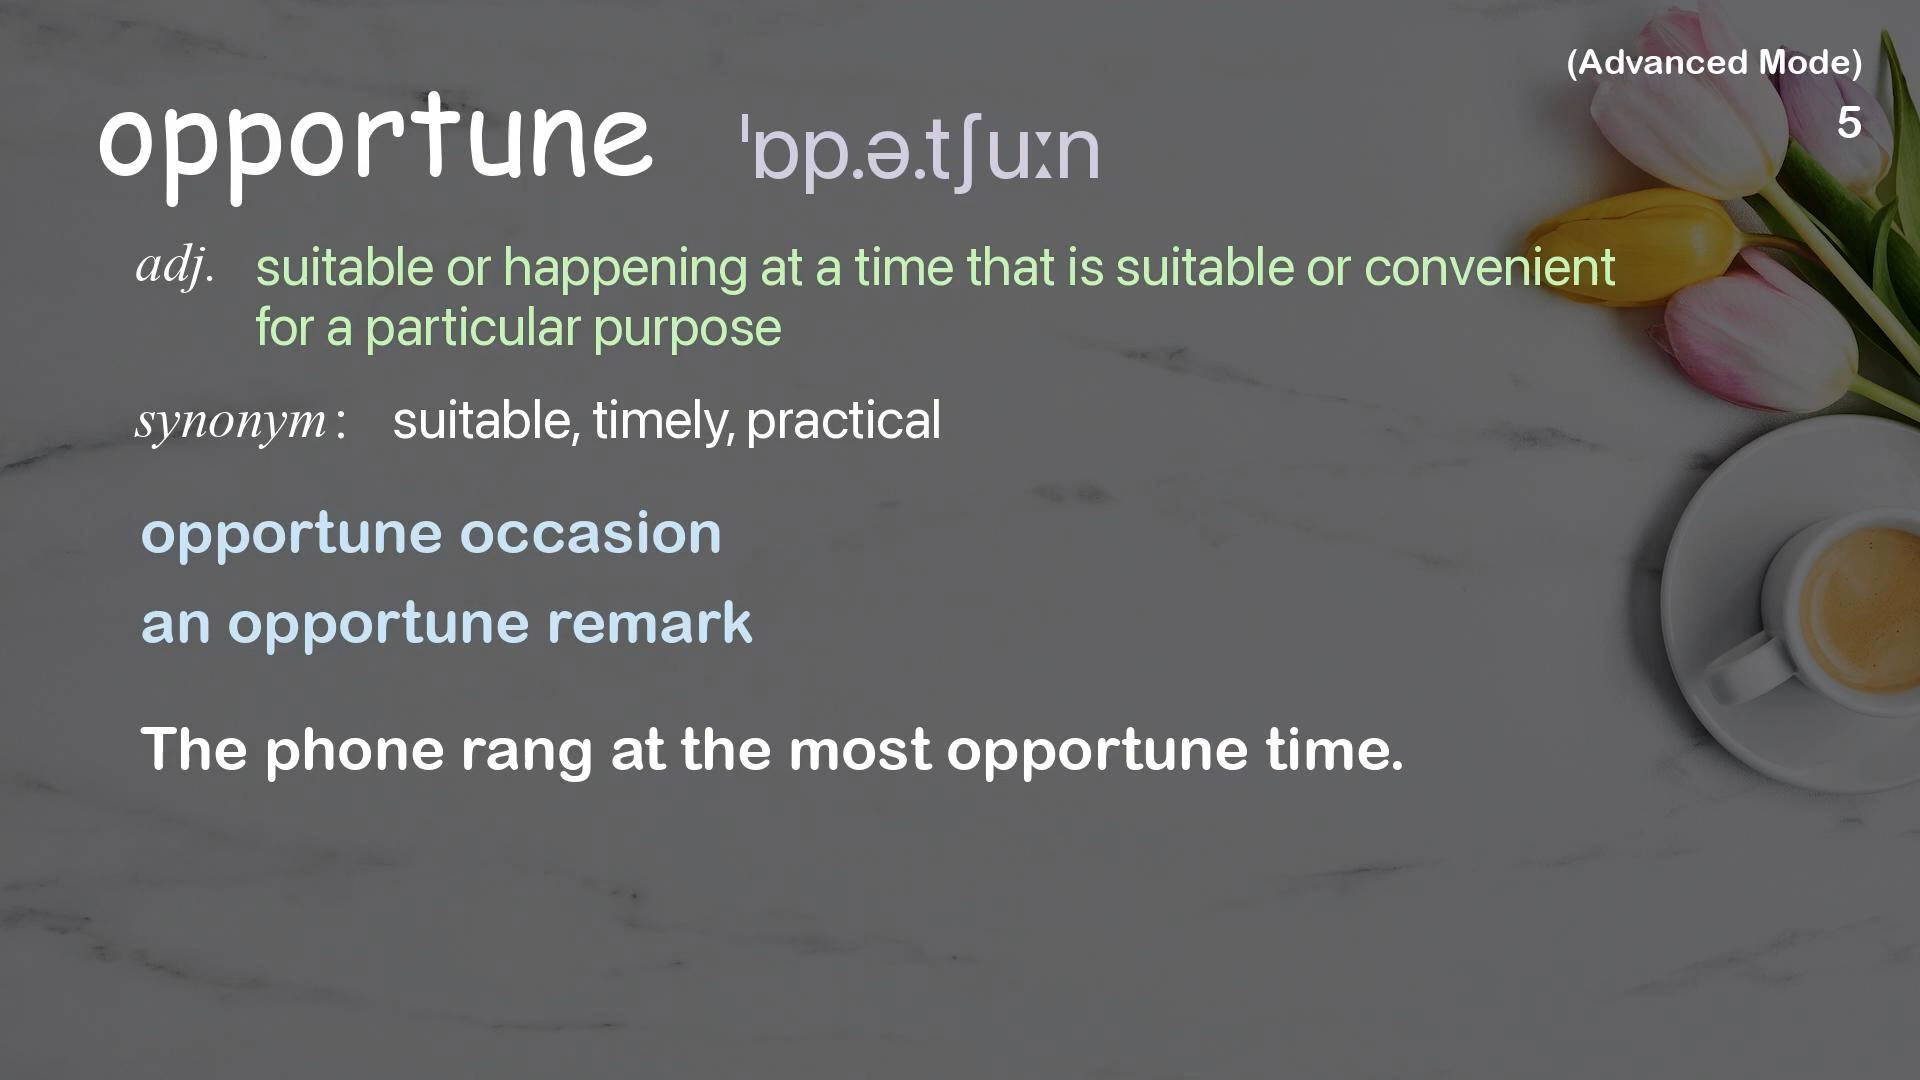 (Advanced Mode)
5
opportune ˈɒp.ə.tʃuːn
adj. suitable or happening at a time that is suitable or convenient
for a particular purpose
synonym : suitable, timely, practical
opportune occasion
an opportune remark
The phone rang at the most opportune time.